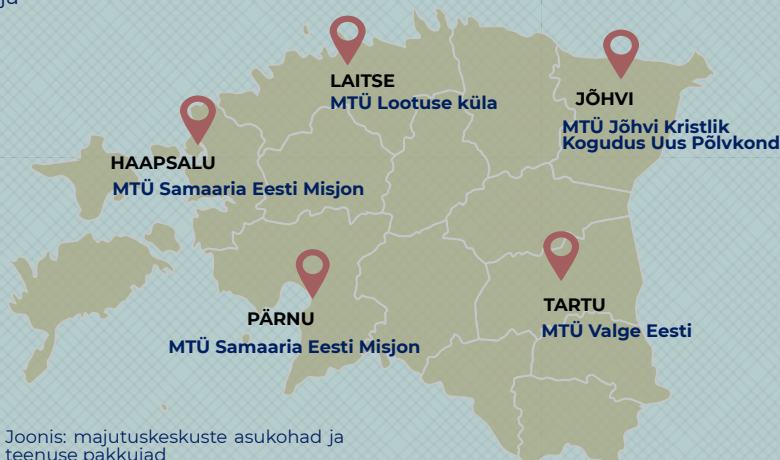 ja
LAITSE
MTÜ Lootuse küla
JÕHVI
MTÜ Jõhvi Kristlik
Kogudus Uus Põlvkond
HAAPSALU
MTÜ Samaaria Eesti Misjon
TARTU
MTÜ Valge Eesti
PÄRNU
MTÜ Samaaria Eesti Misjon
Joonis: majutuskeskuste asukohad ja
teenuse pakkujad